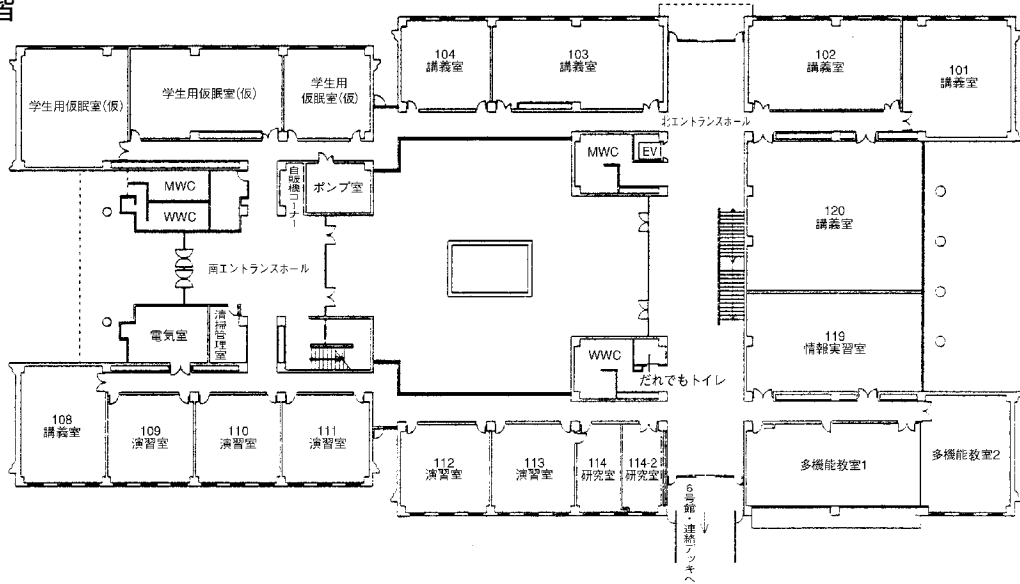 階
104
講義室
103
講義室
102
講義室
101
講義室
学生用仮眠室(仮)
学生用仮眠室(仮)
学生用
仮眠室(仮)
北エントランスホール
MWC
EV
MWC
WWC
自販機コーナー
ポンプ室
120
講義室
南エントランスホール
電気室
清掃管理室
119
情報実習室
WWC
だれでもトイレ
108
講義室
109
演習室
110
演習室
111
演習室
112
演習室
113
演習室
114
研究室
114-2
研究室
多機能教室1
多機能教室2
6号館・連絡デッキへ